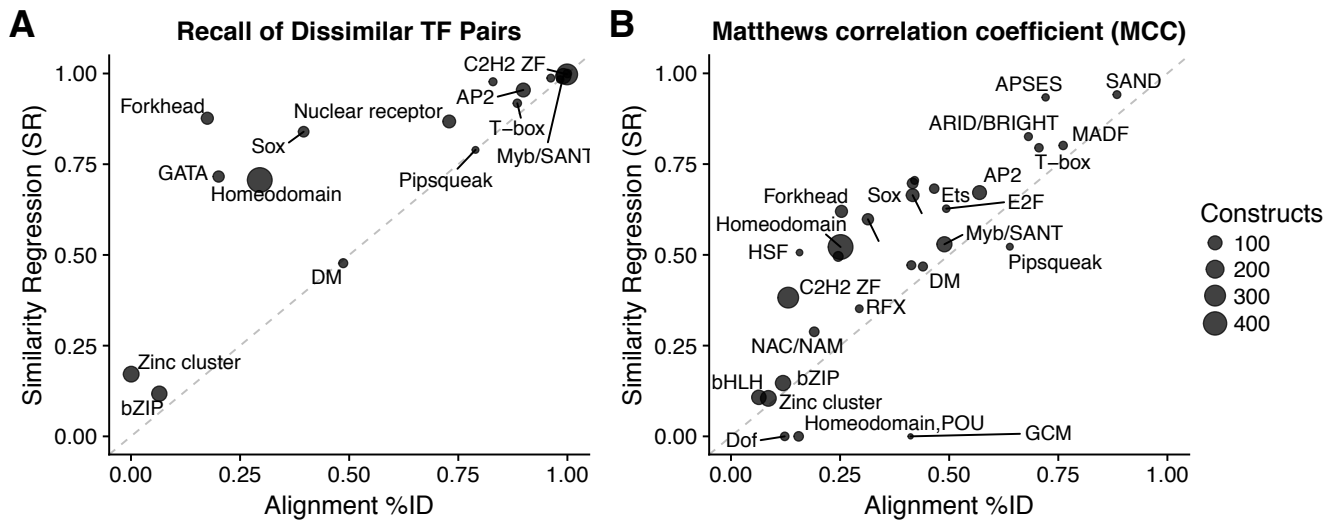 A
Recall of Dissimilar TF Pairs
Similarity Regression (SR)
1.00
0.75
0.50
0.25
0.00
C2H2 ZF
Forkhead
AP2
Nuclear receptor
Sox
T−box
Myb/SANT
GATA
Pipsqueak
Homeodomain
DM
Zinc cluster
bZIP
0.00 0.25 0.50 0.75 1.00
Alignment %ID
B
Matthews correlation coefficient (MCC)
Similarity Regression (SR)
1.00
0.75
0.50
0.25
0.00
APSES
SAND
ARID/BRIGHT
MADF
T−box
AP2
Forkhead
Sox
Ets
E2F
Homeodomain
Myb/SANT
HSF
Pipsqueak
C2H2 ZF
DM
RFX
NAC/NAM
bHLH
bZIP
Zinc cluster
Homeodomain,POU
Dof
GCM
0.00 0.25 0.50 0.75 1.00
Alignment %ID
Constructs
100
200
300
400